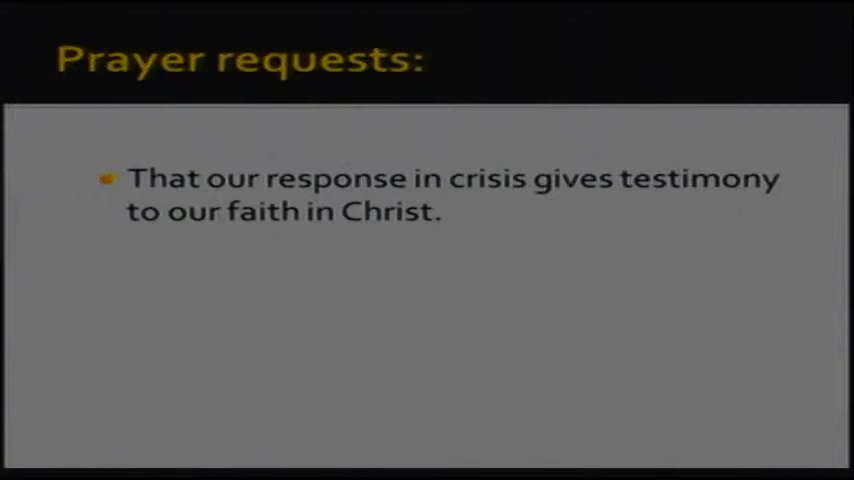 Prayer requests:
That our response in crisis gives testimony
to our faith in Christ.